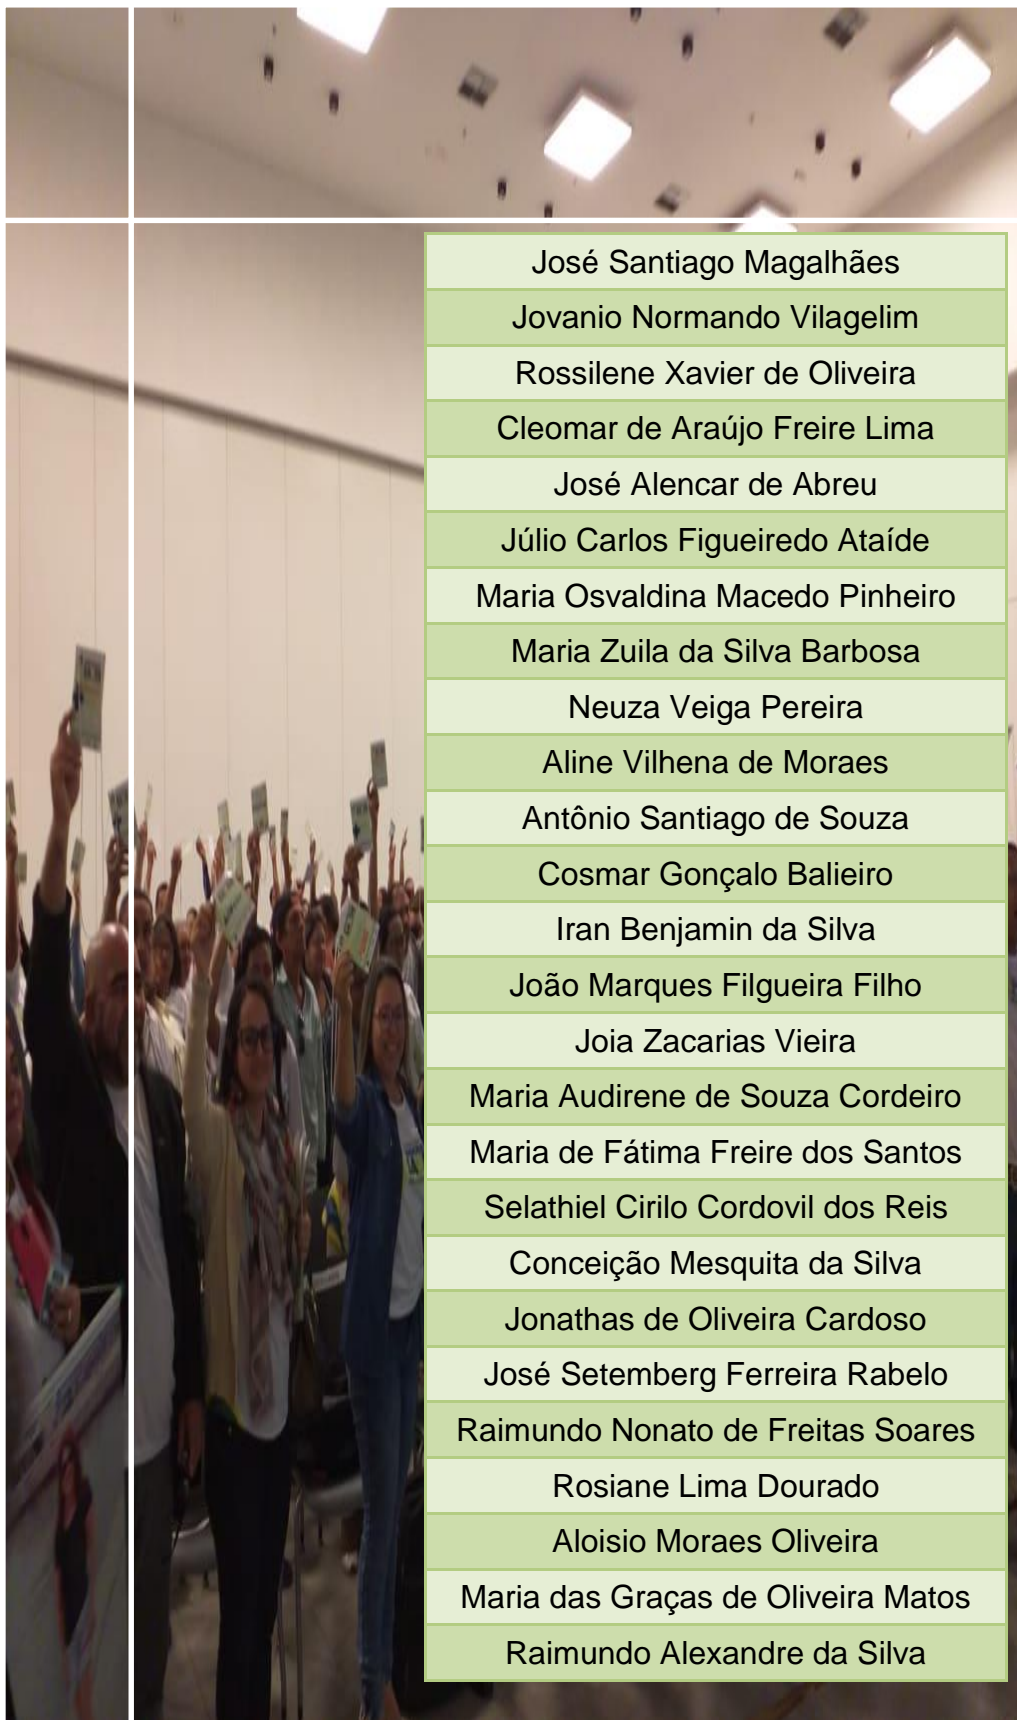 José Santiago Magalhães
Jovanio Normando Vilagelim
Rossilene Xavier de Oliveira
Cleomar de Araújo Freire Lima
José Alencar de Abreu
Júlio Carlos Figueiredo Ataíde
Maria Osvaldina Macedo Pinheiro
Maria Zuila da Silva Barbosa
Neuza Veiga Pereira
Aline Vilhena de Moraes
Antônio Santiago de Souza
Cosmar Gonçalo Balieiro
Iran Benjamin da Silva
João Marques Filgueira Filho
Joia Zacarias Vieira
Maria Audirene de Souza Cordeiro
Maria de Fátima Freire dos Santos
Selathiel Cirilo Cordovil dos Reis
Conceição Mesquita da Silva
Jonathas de Oliveira Cardoso
José Setemberg Ferreira Rabelo
Raimundo Nonato de Freitas Soares
Rosiane Lima Dourado
Aloisio Moraes Oliveira
Maria das Graças de Oliveira Matos
Raimundo Alexandre da Silva